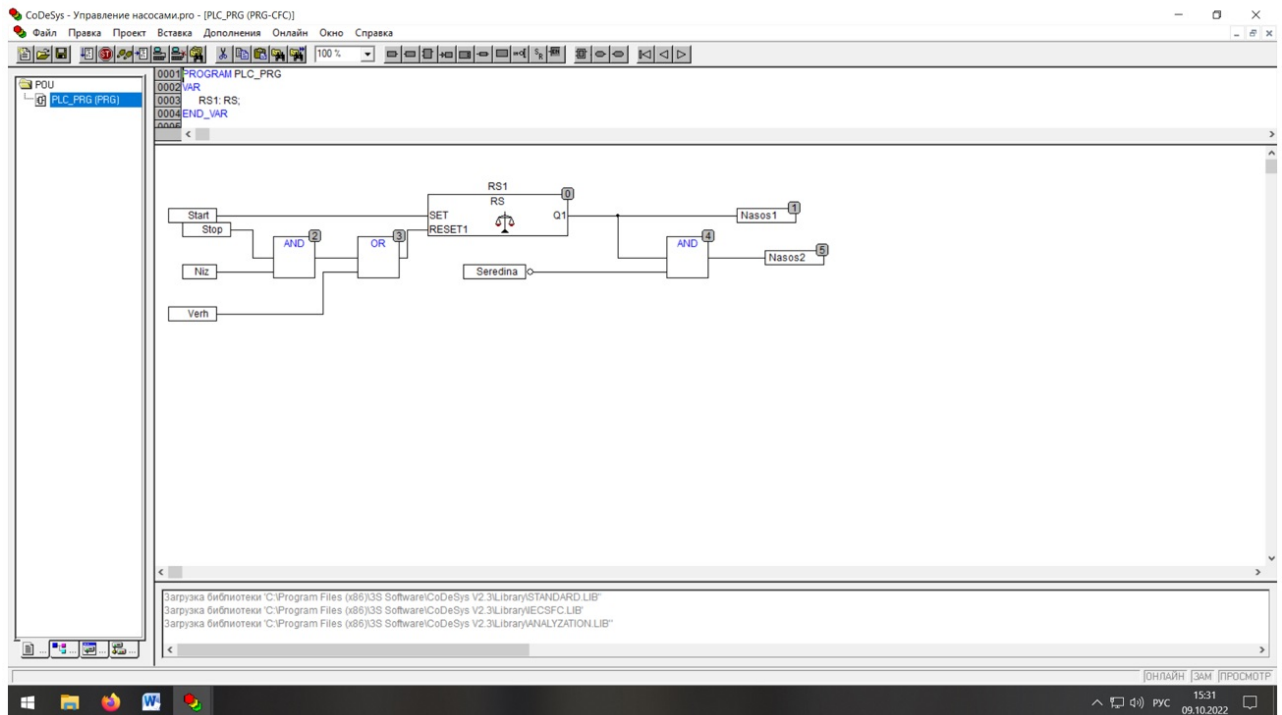 CoDeSys - Управление насосами.pro - [PLC_PRG (PRG-CFC)]
Файл Правка Проект Вставка Дополнения Онлайн Окно Справка
100 %
POU
PLC_PRG (PRG)
0001 PROGRAM PLC_PRG
0002 VAR
0003 RS1: RS;
0004 END_VAR
0005
RS1
0
RS
Start
SET
Q1
Nasos1
1
Stop
RESET1
AND
2
OR
3
AND
4
Nasos2
5
Niz
Seredina
Verh
Загрузка библиотеки 'C:\Program Files (x86)\3S Software\CoDeSys V2.3\Library\STANDARD.LIB"
Загрузка библиотеки 'C:\Program Files (x86)\3S Software\CoDeSys V2.3\Library\IECSFC.LIB'
Загрузка библиотеки 'C:\Program Files (x86)\3S Software\CoDeSys V2.3\Library\ANALYZATION.LIB"
ОНЛАЙН ЗАМ ПРОСМОТР
РУС
15:31
09.10.2022